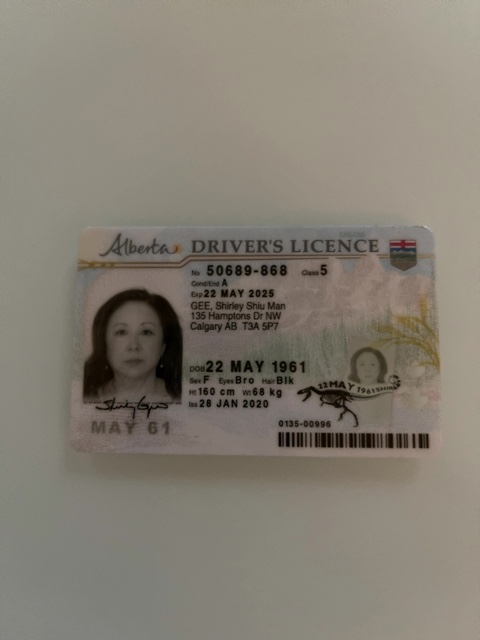 Alberta DRIVER'S LICENCE
No 50689-868 Class 5
Cond/End A
Exp 22 MAY 2025
GEE, Shirley Shiu Man
135 Hamptons Dr NW
Calgary AB T3A 5P7
DOB 22 MAY 1961
Sex F Eyes Bro Hair Blk
Ht 160 cm Wt 68 kg
Iss 28 JAN 2020
22 MAY 1961
MAY 61
0135-00996